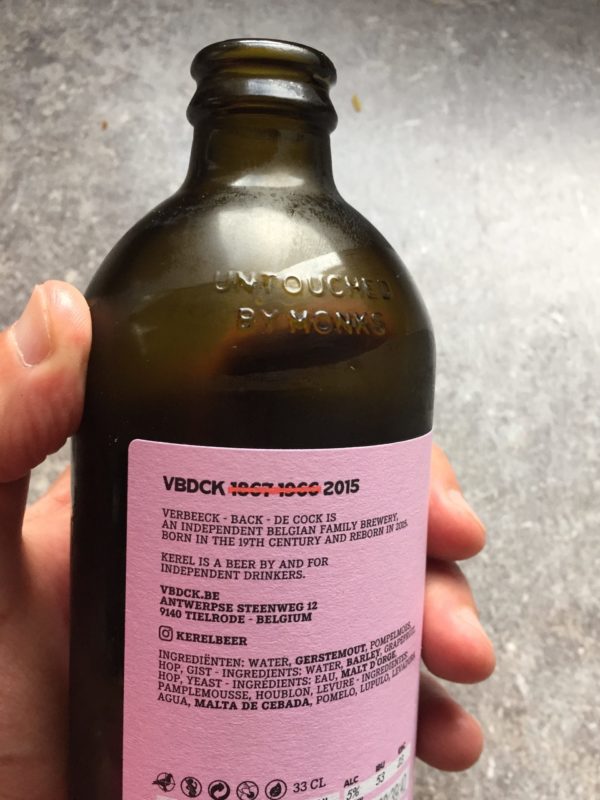 UNTOUCHED
BY MONKS
VBDCK 1867-1966 2015
VERBEECK - BACK - DE COCK IS
AN INDEPENDENT BELGIAN FAMILY BREWERY,
BORN IN THE 19TH CENTURY AND REBORN IN 2015.
KEREL IS A BEER BY AND FOR
INDEPENDENT DRINKERS.
VBDCK.BE
ANTWERPSE STEENWEG 12
9140 TIELRODE - BELGIUM
KERELBEER
INGREDIËNTEN: WATER, GERSTEMOUT, POMPELMOES,
HOP, GIST - INGREDIENTS: WATER, BARLEY, GRAPEFRUIT,
HOP, YEAST - INGRÉDIENTS: EAU, MALT D'ORGE,
PAMPLEMOUSSE, HOUBLON, LEVURE - INGREDIENTES:
AGUA, MALTA DE CEBADA, POMELO, LUPULO, LEVADURA
33 CL
ALC
IBU
EBC
5%
53